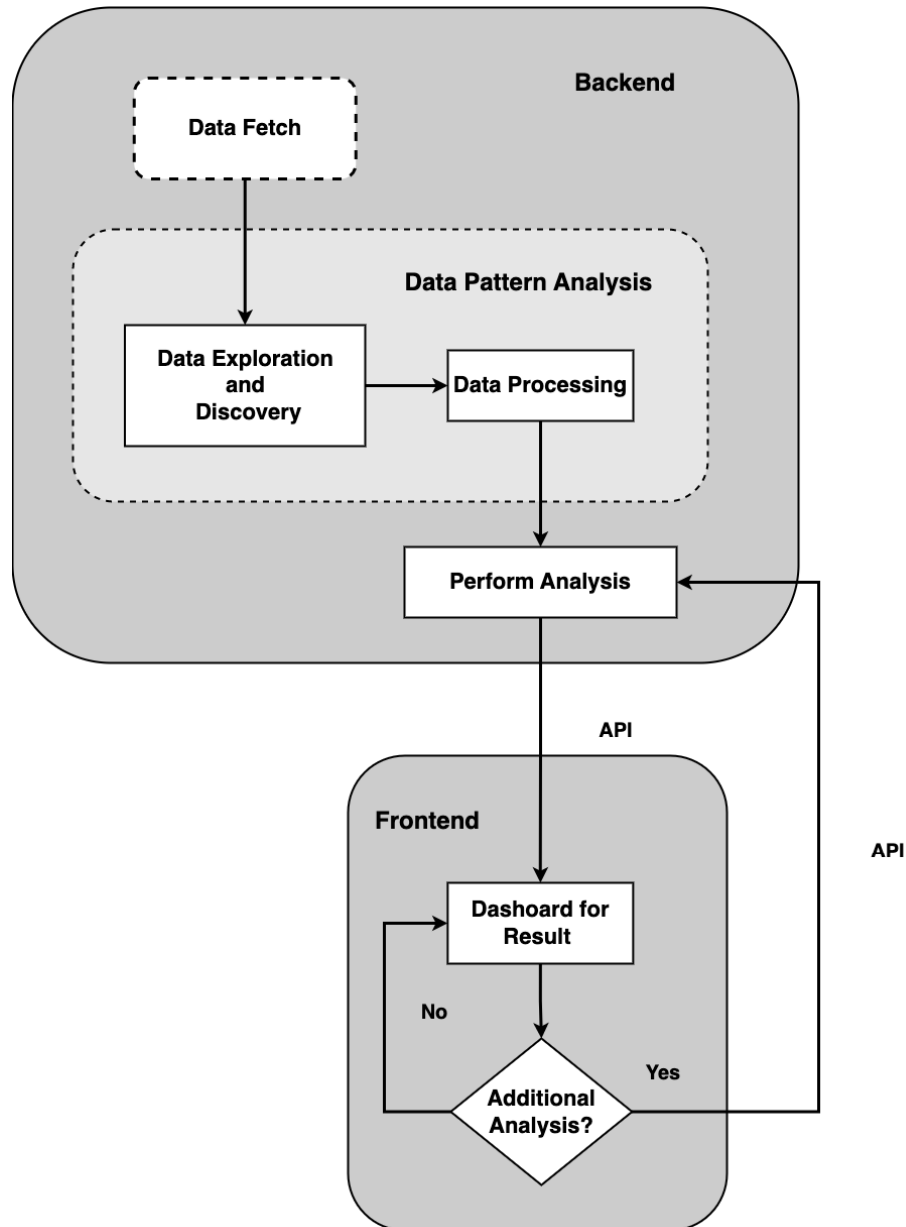 Backend
Data Fetch
Data Pattern Analysis
Data Exploration
and
Discovery
Data Processing
Perform Analysis
API
Frontend
API
Dashoard for
Result
No
Yes
Additional
Analysis?